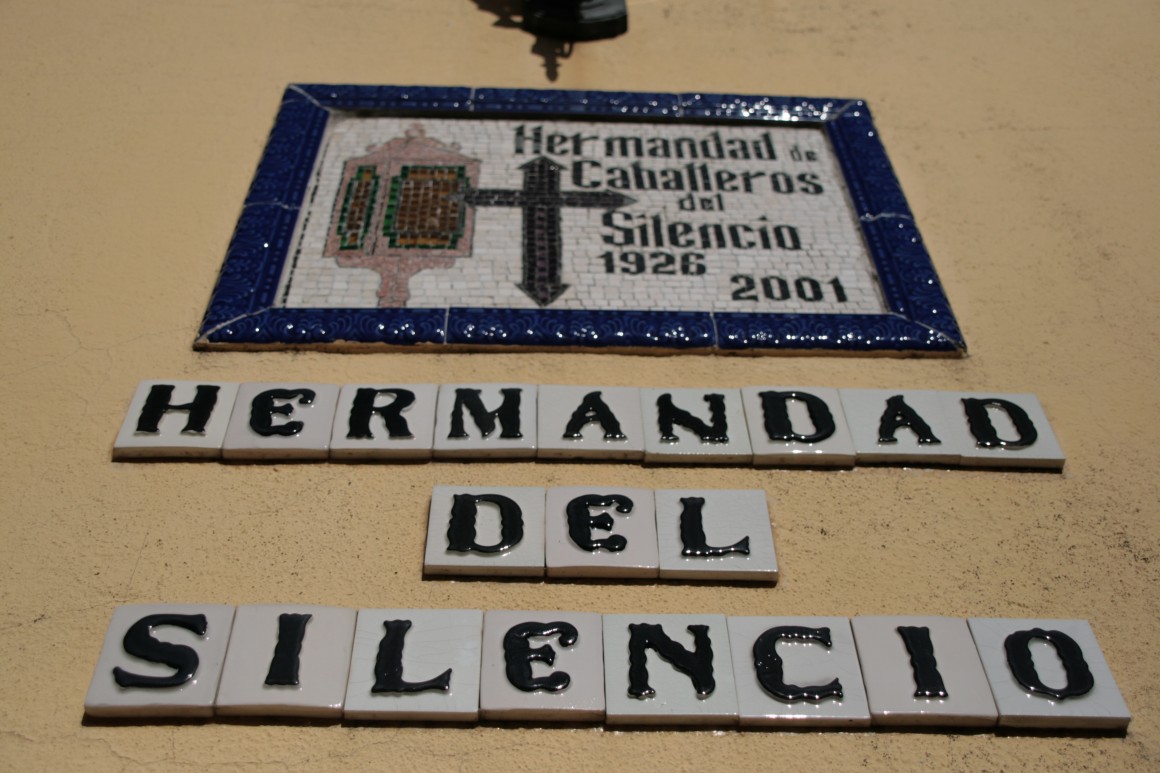 Hermandad de
Caballeros
del
Silencio
1926
2001
HERMANDAD
DEL
SILENCIO